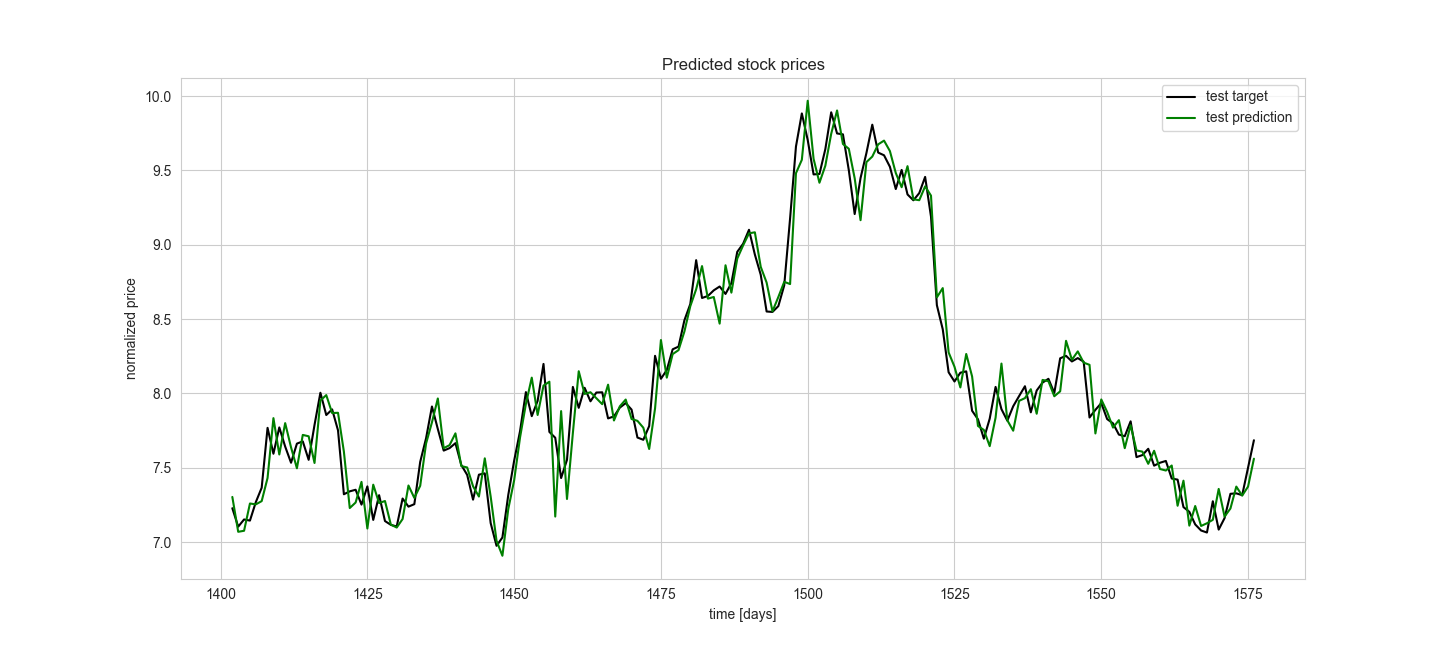 Predicted stock prices
test target
test prediction
normalized price
10.0
9.5
9.0
8.5
8.0
7.5
7.0
1400 1425 1450 1475 1500 1525 1550 1575
time [days]